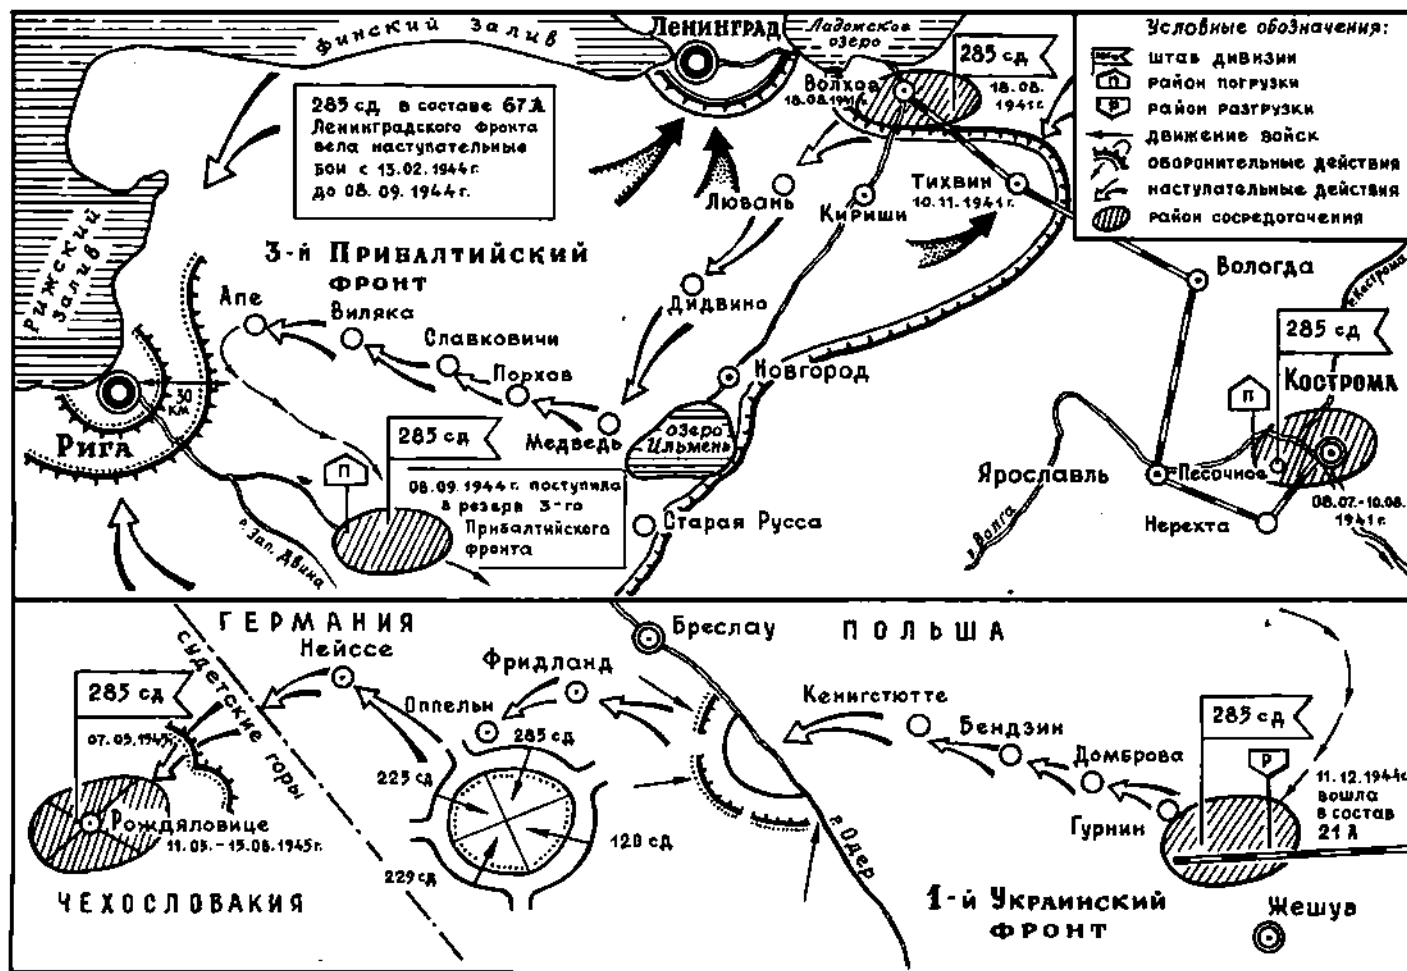 Финский Залив
Ленинград
Ладожское
озеро
285 сд
18.08.
1941г.
Волхов
18.08.1941г.
285 сд в составе 67А
Ленинградского фронта
вела наступательные
бои с 13.02.1944г.
до 08.09.1944г.
Условные обозначения:
штаб дивизии
П
район погрузки
Р
район разгрузки
движение войск
оборонительные действия
наступательные действия
район сосредоточения
Любань
Кириши
Тихвин
10.11.1941г.
Рижский
Залив
3-й Прибалтийский
фронт
Апе
Виляка
Славковичи
Порхов
Медведь
Дидвино
Новгород
озеро
Ильмень
Старая Русса
30
км
Рига
р. Зап. Двина
П
285 сд
08.09.1944г. поступила
в резерв 3-го
Прибалтийского
фронта
Вологда
р. Кострома
285 сд
Кострома
П
Ярославль
Песочное
Нерехта
р. Волга
08.07.-10.08.
1941г.
ГЕРМАНИЯ
Судетские горы
Нейссе
Фридланд
Оппельн
285 сд
225 сд
120 сд
229 сд
285 сд
07.05.1945г.
Рождяловице
11.05.-15.06.1945г.
ЧЕХОСЛОВАКИЯ
Бреслау
ПОЛЬША
Кенигстютте
Бендзин
Домброва
Гурнин
р. Одер
285 сд
Р
11.12.1944г.
вошла
в состав
21 А
1-й Украинский
фронт
Жешув